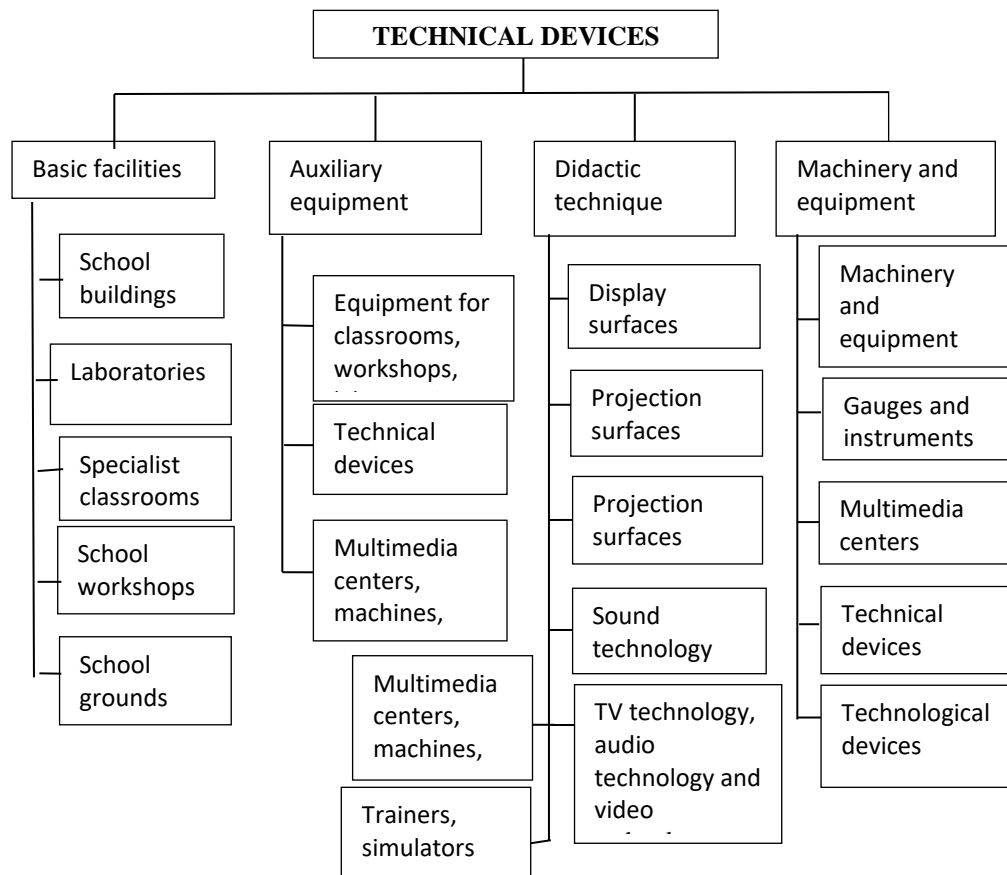 TECHNICAL DEVICES
Basic facilities
School
buildings
Laboratories
Specialist
classrooms
School
workshops
School
grounds
Auxiliary
equipment
Equipment for
classrooms,
workshops,
Technical
devices
Multimedia
centers,
machines,
Didactic
technique
Display
surfaces
Projection
surfaces
Projection
surfaces
Sound
technology
Multimedia
centers,
machines,
TV technology,
audio
technology and
video
Trainers,
simulators
Machinery and
equipment
Machinery
and
equipment
Gauges and
instruments
Multimedia
centers
Technical
devices
Technological
devices